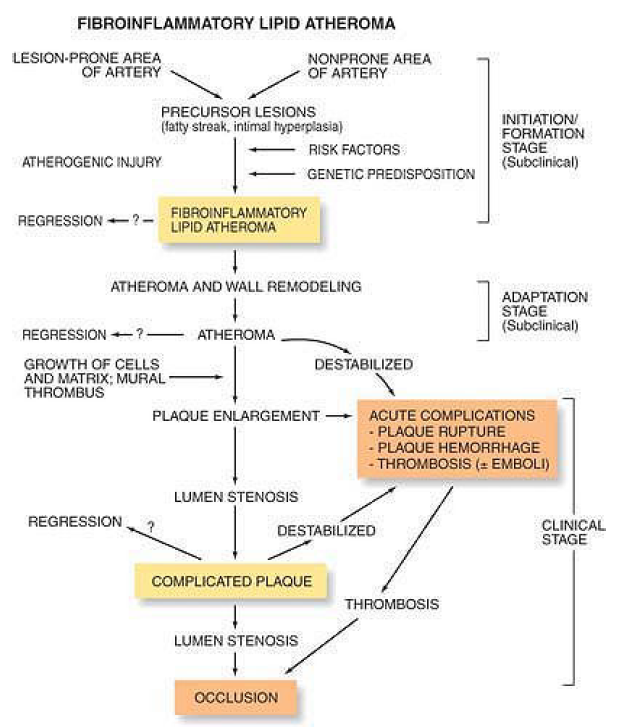 FIBROINFLAMMATORY LIPID ATHEROMA
LESION-PRONE AREA
OF ARTERY
NONPRONE AREA
OF ARTERY
PRECURSOR LESIONS
(fatty streak, intimal hyperplasia)
INITIATION/
FORMATION
STAGE
(Subclinical)
ATHEROGENIC INJURY
RISK FACTORS
GENETIC PREDISPOSITION
REGRESSION
?
FIBROINFLAMMATORY
LIPID ATHEROMA
ATHEROMA AND WALL REMODELING
ADAPTATION
STAGE
(Subclinical)
REGRESSION
?
ATHEROMA
DESTABILIZED
GROWTH OF CELLS
AND MATRIX; MURAL
THROMBUS
PLAQUE ENLARGEMENT
ACUTE COMPLICATIONS
- PLAQUE RUPTURE
- PLAQUE HEMORRHAGE
- THROMBOSIS (± EMBOLI)
LUMEN STENOSIS
REGRESSION
?
DESTABILIZED
CLINICAL
STAGE
COMPLICATED PLAQUE
THROMBOSIS
LUMEN STENOSIS
OCCLUSION